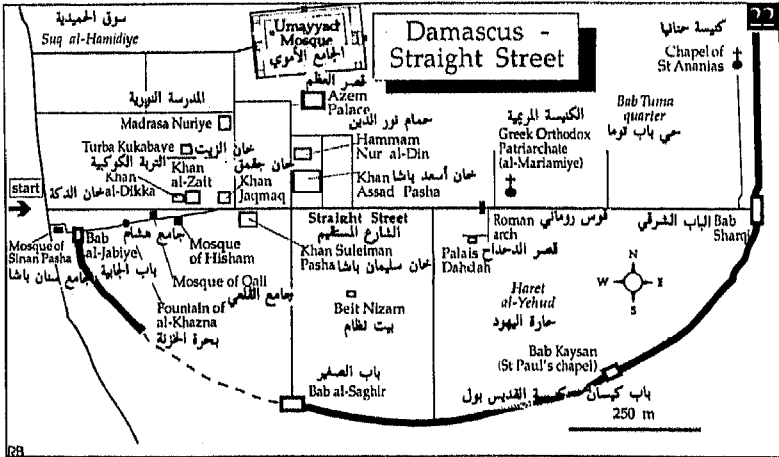 سوق الحميدية
Suq al-Hamidiye
Umayyad
Mosque
الجامع الأموي
Damascus -
Straight Street
كنيسة حنانيا
22
Chapel of
St Ananias
قصر العظم
Azem
Palace
المدرسة النورية
Madrasa Nuriye
حمام نور الدين
Hammam
Nur al-Din
الكنيسة المريمية
Greek Orthodox
Patriarchate
(al-Mariamiye)
Bab Tuma
quarter
حي باب توما
Turba Kukabaye
التربة الكوكبية
خان الزيت
Khan
al-Zait
خان جقمق
Khan
Jaqmaq
Khan
Assad Pasha
خان أسعد باشا
Khan
al-Dikka
خان الدكة
start
Straight Street
الشارع المستقيم
Roman
arch
قوس روماني
الباب الشرقي
Bab
Sharqi
Mosque of
Sinan Pasha
جامع سنان باشا
Bab
al-Jabiye
باب الجابية
جامع هشام
Mosque
of Hisham
Khan Suleiman
Pasha
خان سليمان باشا
Palais
Dahdah
قصر الدحداح
Mosque of Qali
جامع القلعي
Fountain of
al-Khazna
بحرة الخزنة
Beit Nizam
بيت نظام
Haret
al-Yehud
حارة اليهود
N
W
E
S
Bab Kaysan
(St Paul's chapel)
باب كيسان - كنيسة القديس بول
باب الصغير
Bab al-Saghir
250 m
RB